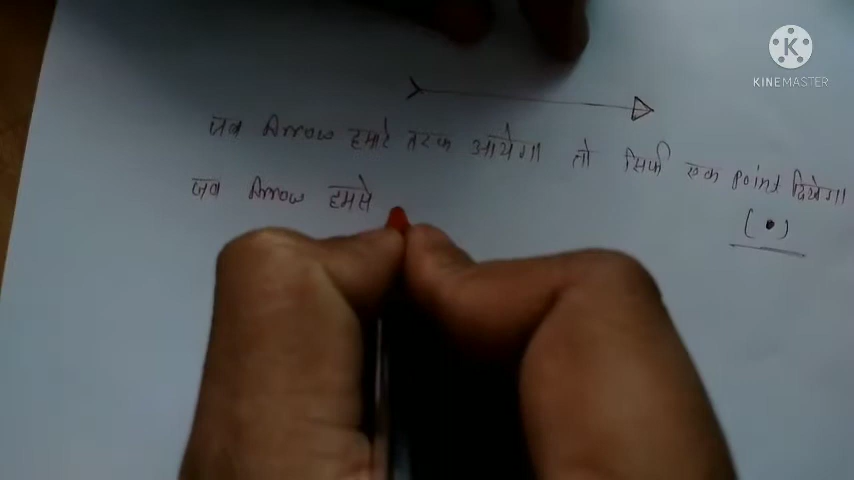 K
KINEMASTER
जब Arrow हमारे तरफ आयेगा तो सिर्फ एक point दिखेगा
(•)
जब Arrow हमसे